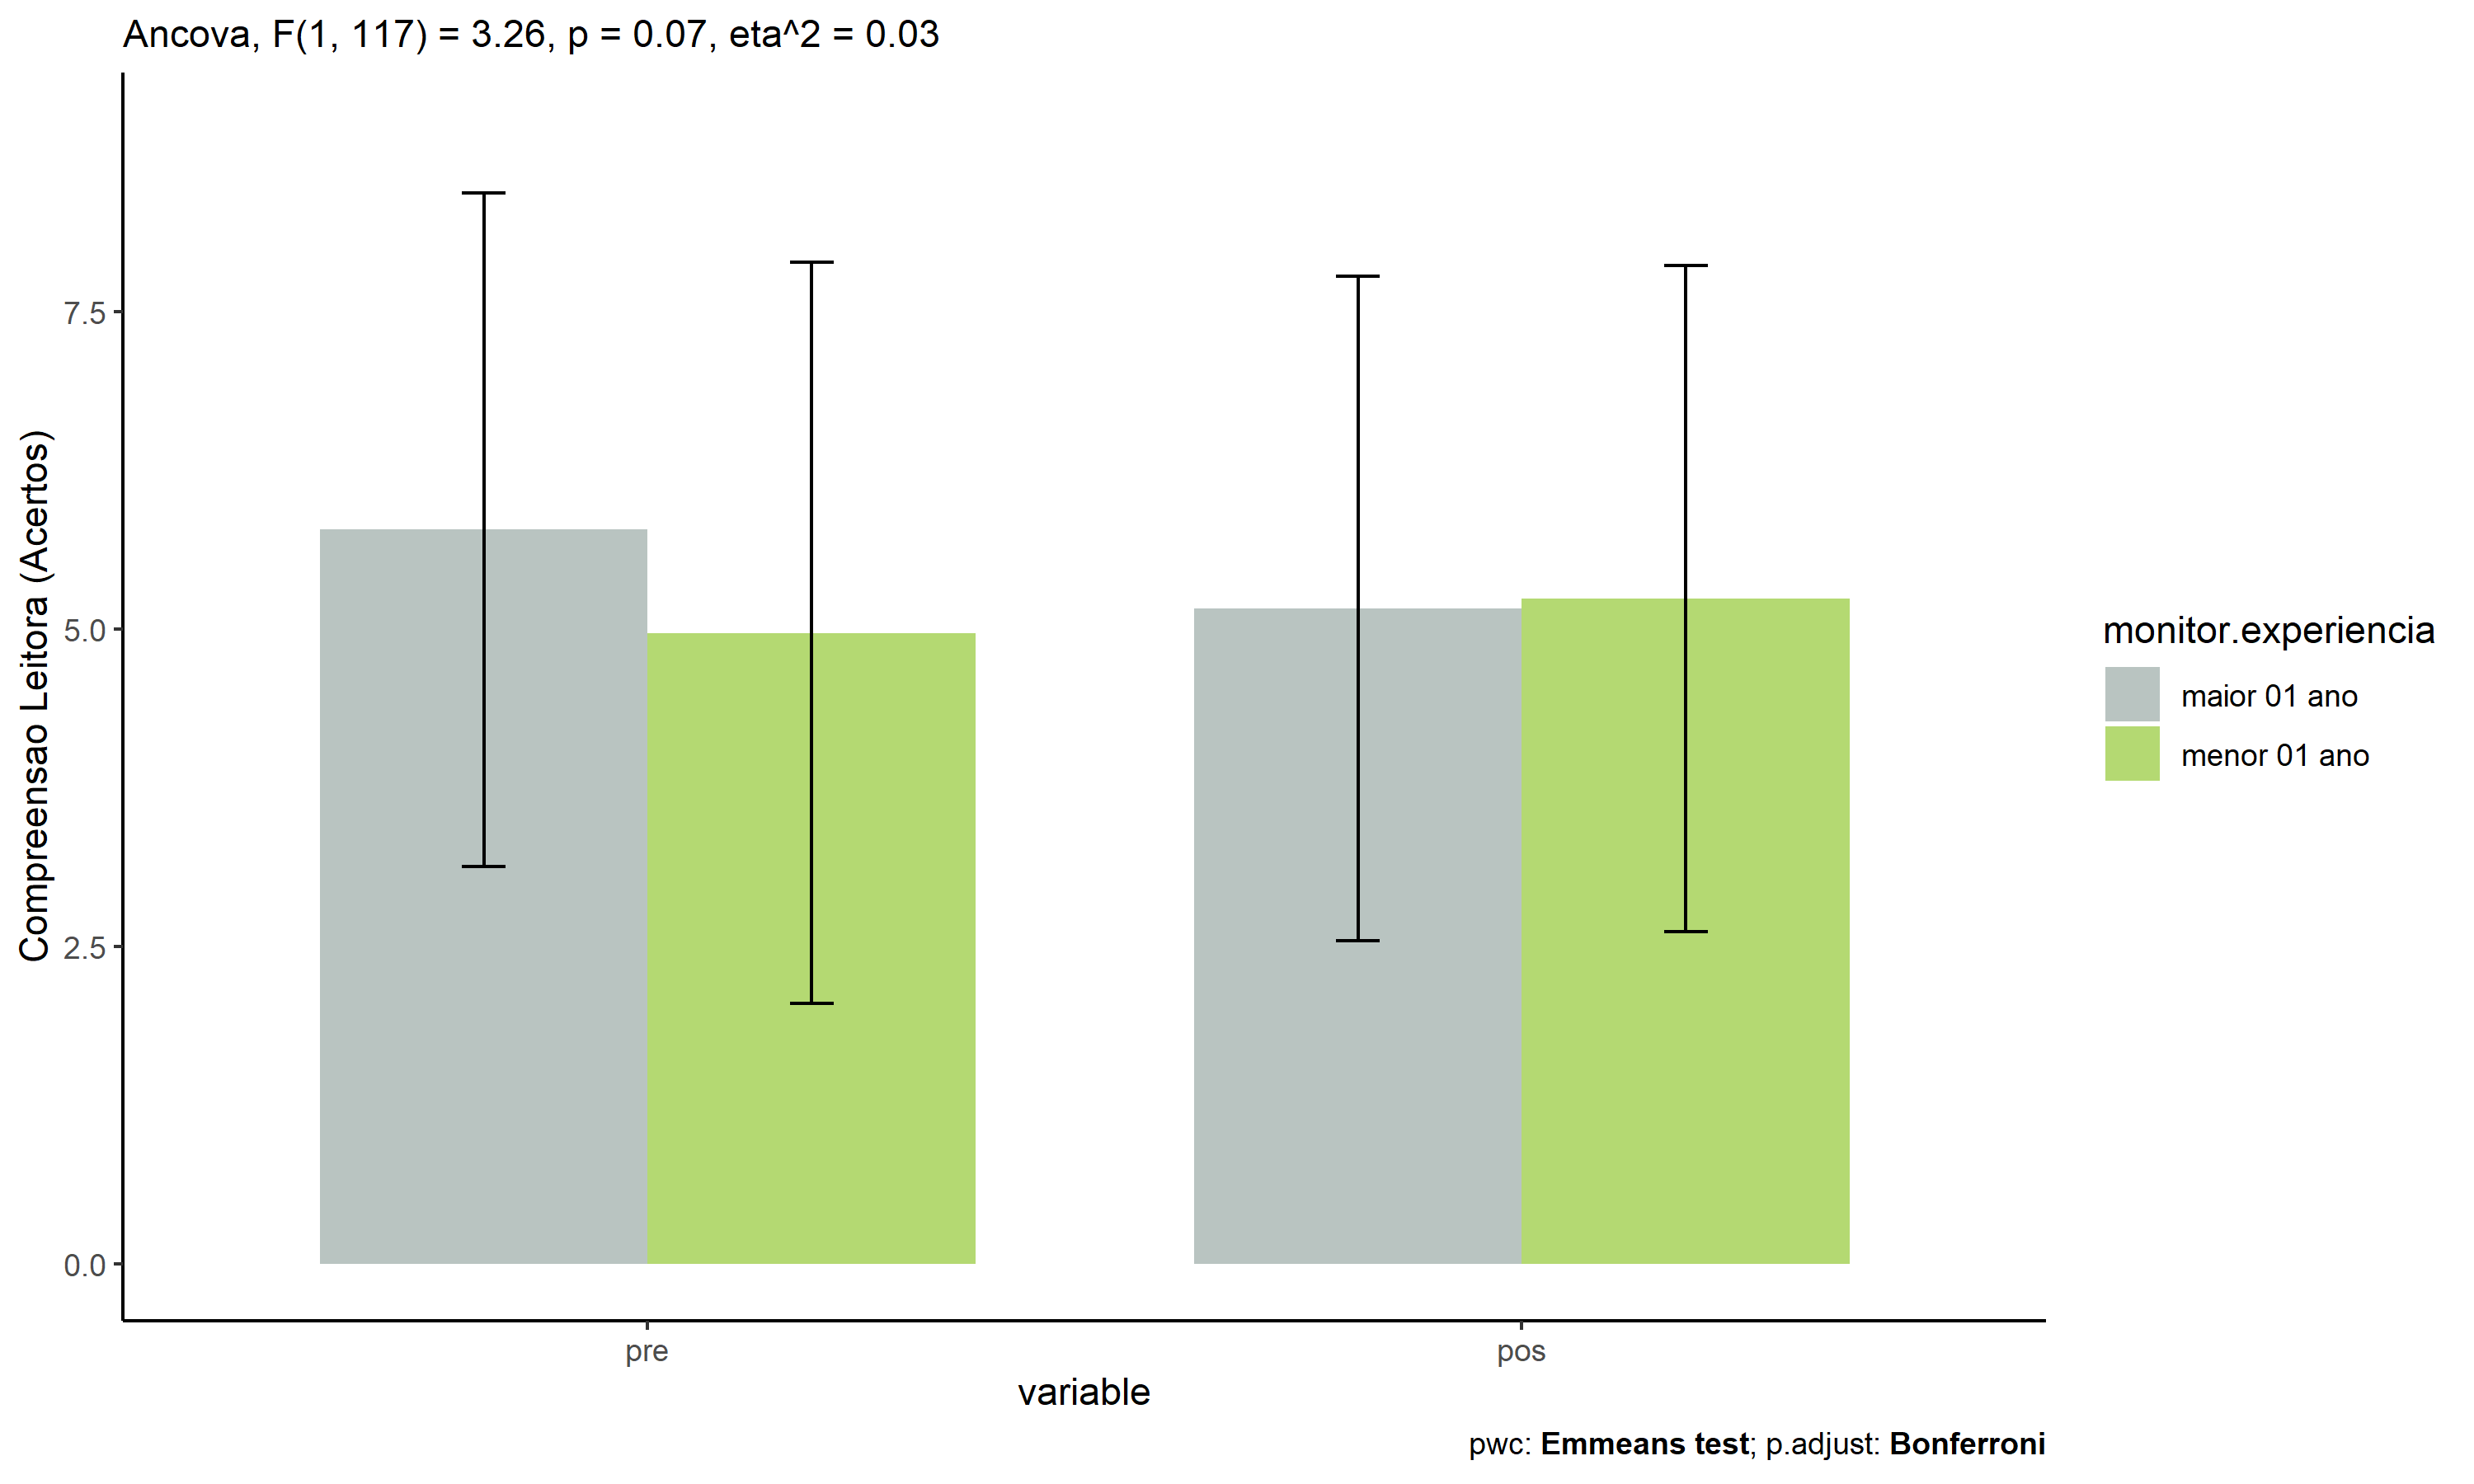 Ancova, F(1, 117) = 3.26, p = 0.07, eta^2 = 0.03
Compreensao Leitora (Acertos)
7.5
5.0
2.5
0.0
pre
pos
variable
monitor.experiencia
maior 01 ano
menor 01 ano
pwc: Emmeans test; p.adjust: Bonferroni